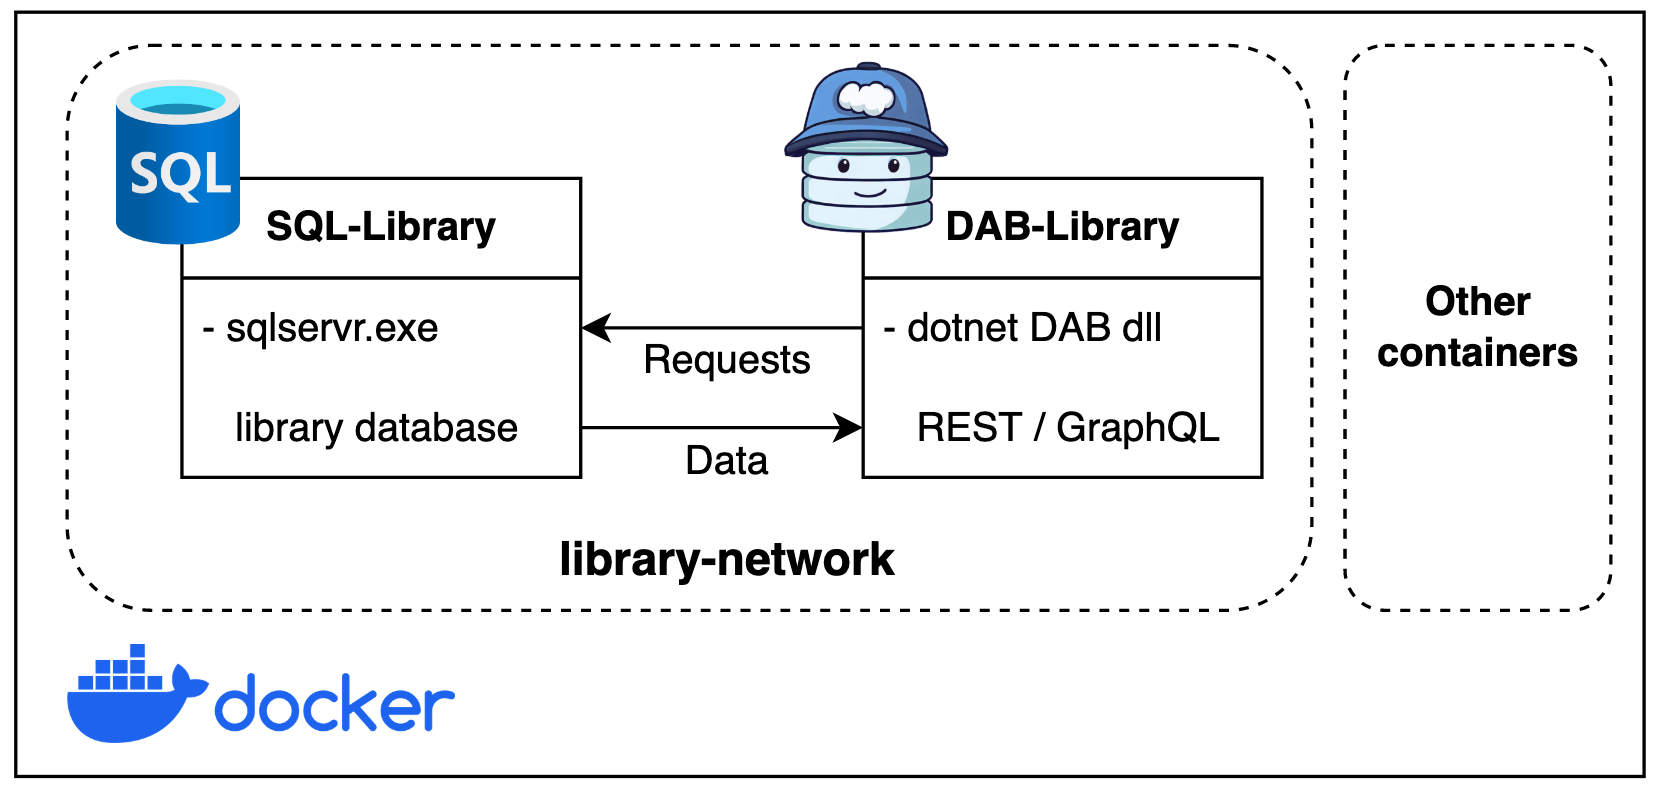 SQL
SQL-Library
- sqlservr.exe
library database
Requests
Data
DAB-Library
- dotnet DAB dll
REST / GraphQL
library-network
Other
containers
docker